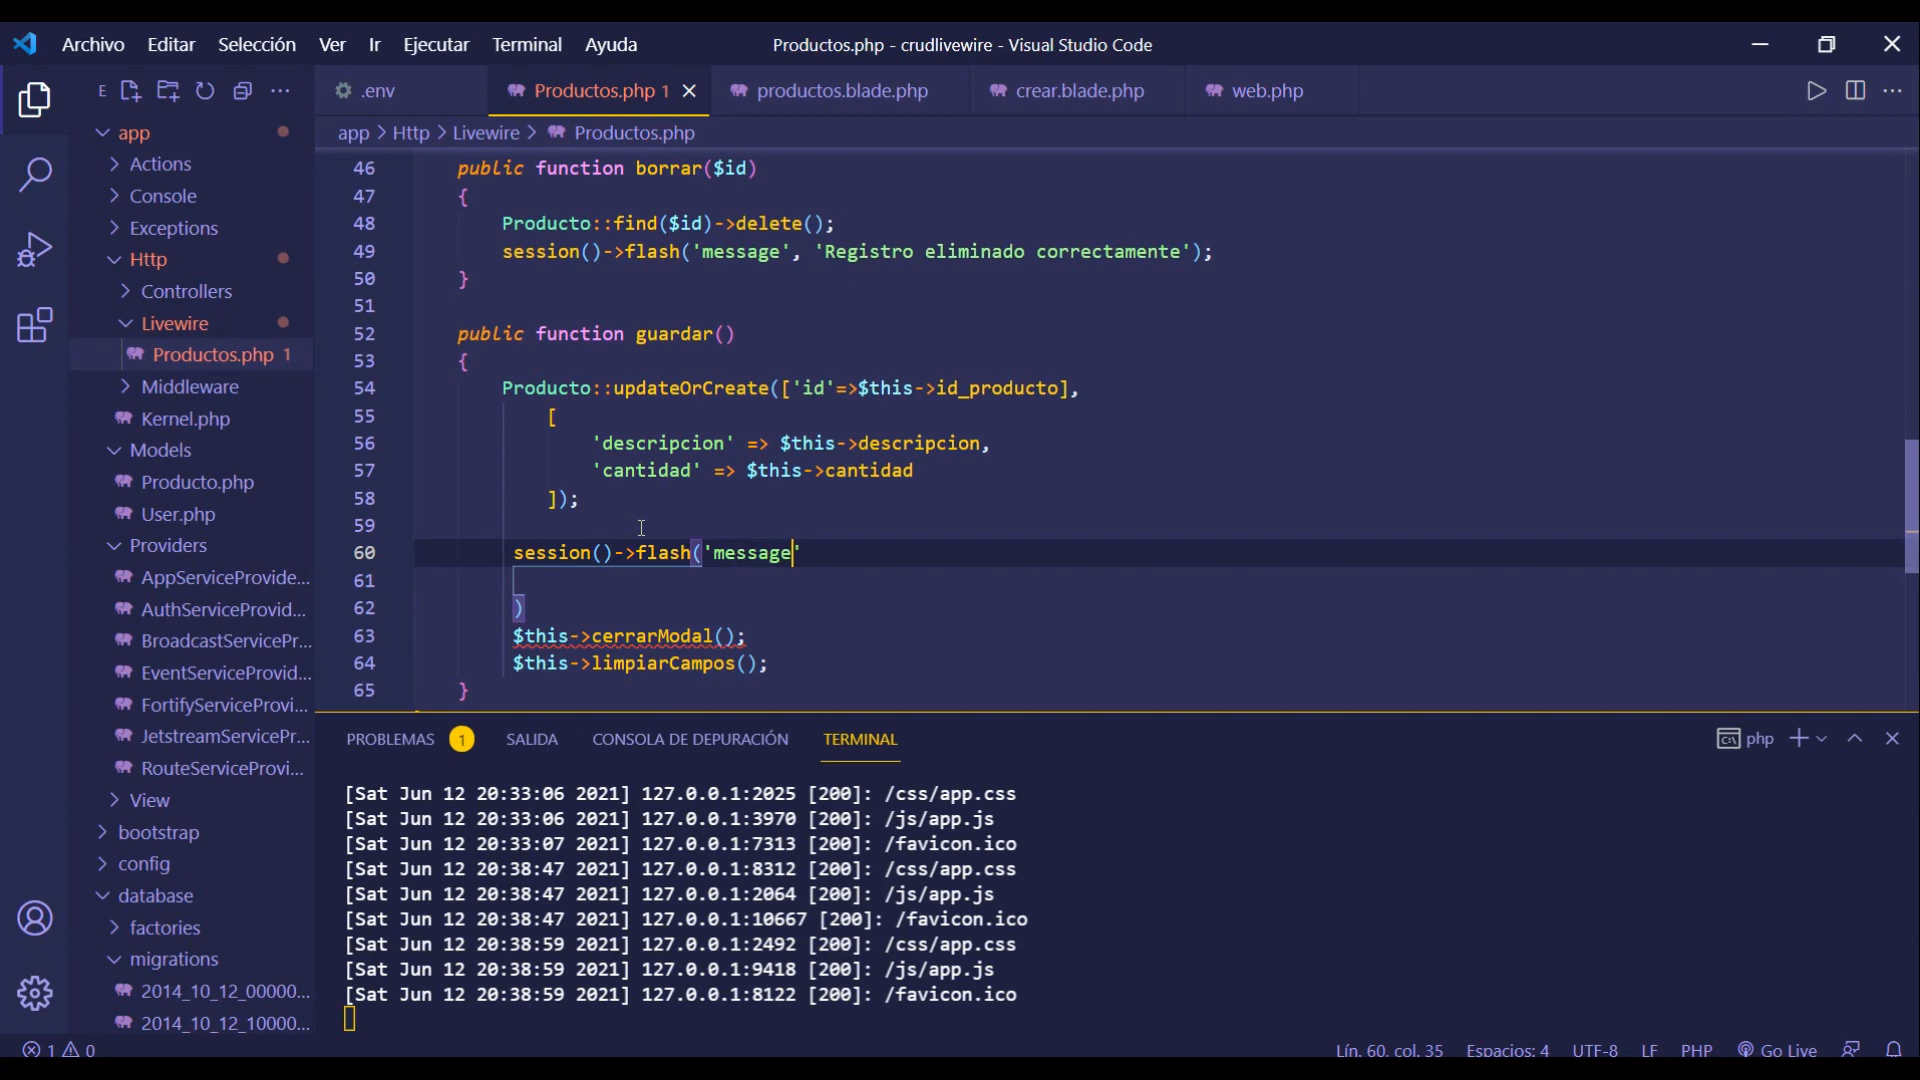 Archivo Editar Selección Ver Ir Ejecutar Terminal Ayuda
Productos.php - crudlivewire - Visual Studio Code
E
.env
Productos.php 1
productos.blade.php
crear.blade.php
web.php
app > Http > Livewire > Productos.php
app
Actions
Console
Exceptions
Http
Controllers
Livewire
Productos.php 1
Middleware
Kernel.php
Models
Producto.php
User.php
Providers
AppServiceProvide...
AuthServiceProvid...
BroadcastServicePr...
EventServiceProvid...
FortifyServiceProvi...
JetstreamServicePr...
RouteServiceProvi...
View
bootstrap
config
database
factories
migrations
2014_10_12_00000...
2014_10_12_10000...
46 public function borrar($id)
47 {
48 Producto::find($id)->delete();
49 session()->flash('message', 'Registro eliminado correctamente');
50 }
51
52 public function guardar()
53 {
54 Producto::updateOrCreate(['id'=>$this->id_producto],
55 [
56 'descripcion' => $this->descripcion,
57 'cantidad' => $this->cantidad
58 ]);
59
60 session()->flash('message'
61
62 )
63 $this->cerrarModal();
64 $this->limpiarCampos();
65 }
PROBLEMAS 1 SALIDA CONSOLA DE DEPURACIÓN TERMINAL
php
[Sat Jun 12 20:33:06 2021] 127.0.0.1:2025 [200]: /css/app.css
[Sat Jun 12 20:33:06 2021] 127.0.0.1:3970 [200]: /js/app.js
[Sat Jun 12 20:33:07 2021] 127.0.0.1:7313 [200]: /favicon.ico
[Sat Jun 12 20:38:47 2021] 127.0.0.1:8312 [200]: /css/app.css
[Sat Jun 12 20:38:47 2021] 127.0.0.1:2064 [200]: /js/app.js
[Sat Jun 12 20:38:47 2021] 127.0.0.1:10667 [200]: /favicon.ico
[Sat Jun 12 20:38:59 2021] 127.0.0.1:2492 [200]: /css/app.css
[Sat Jun 12 20:38:59 2021] 127.0.0.1:9418 [200]: /js/app.js
[Sat Jun 12 20:38:59 2021] 127.0.0.1:8122 [200]: /favicon.ico
1 0
Lín. 60, col. 35 Espacios: 4 UTF-8 LF PHP Go Live